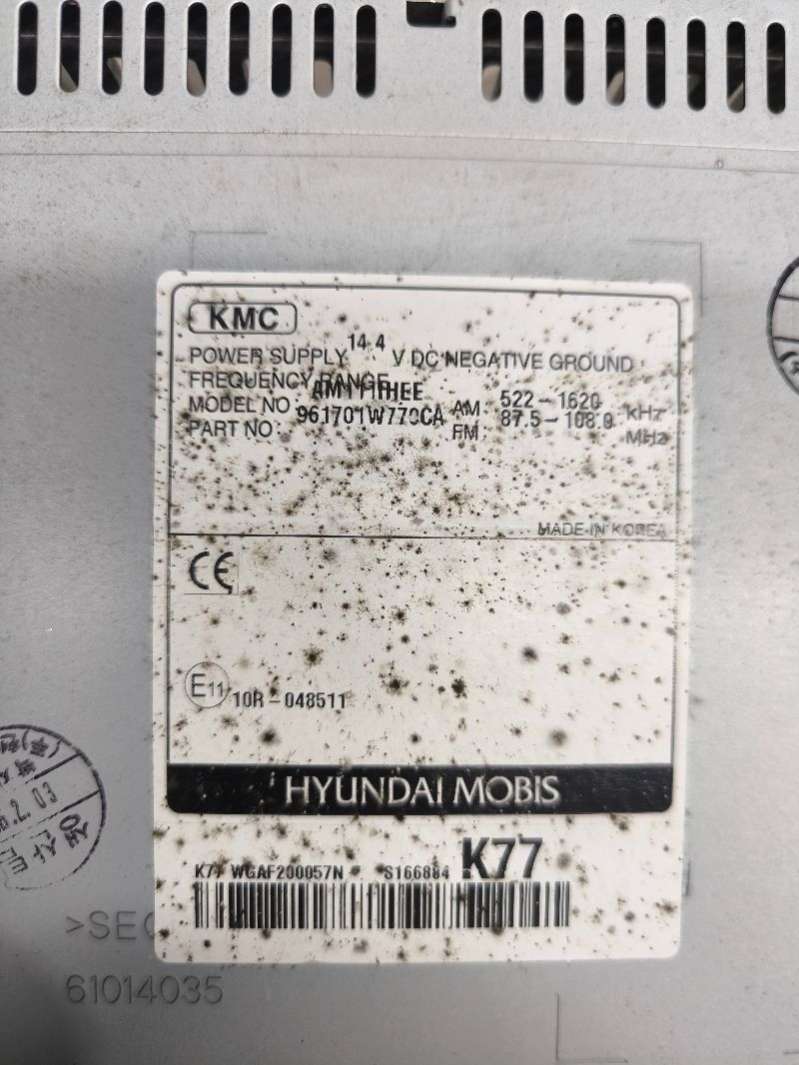 KMC
POWER SUPPLY 14.4 V DC NEGATIVE GROUND
FREQUENCY RANGE
AM: 522-1620 kHz
FM: 87.5-108.0 MHz
MODEL NO
PART NO: 961701W770CA
MADE IN KOREA
CE
E11 10R-048511
HYUNDAI MOBIS
K77 WGAF200057N S166884 K77
>SEC
61014035